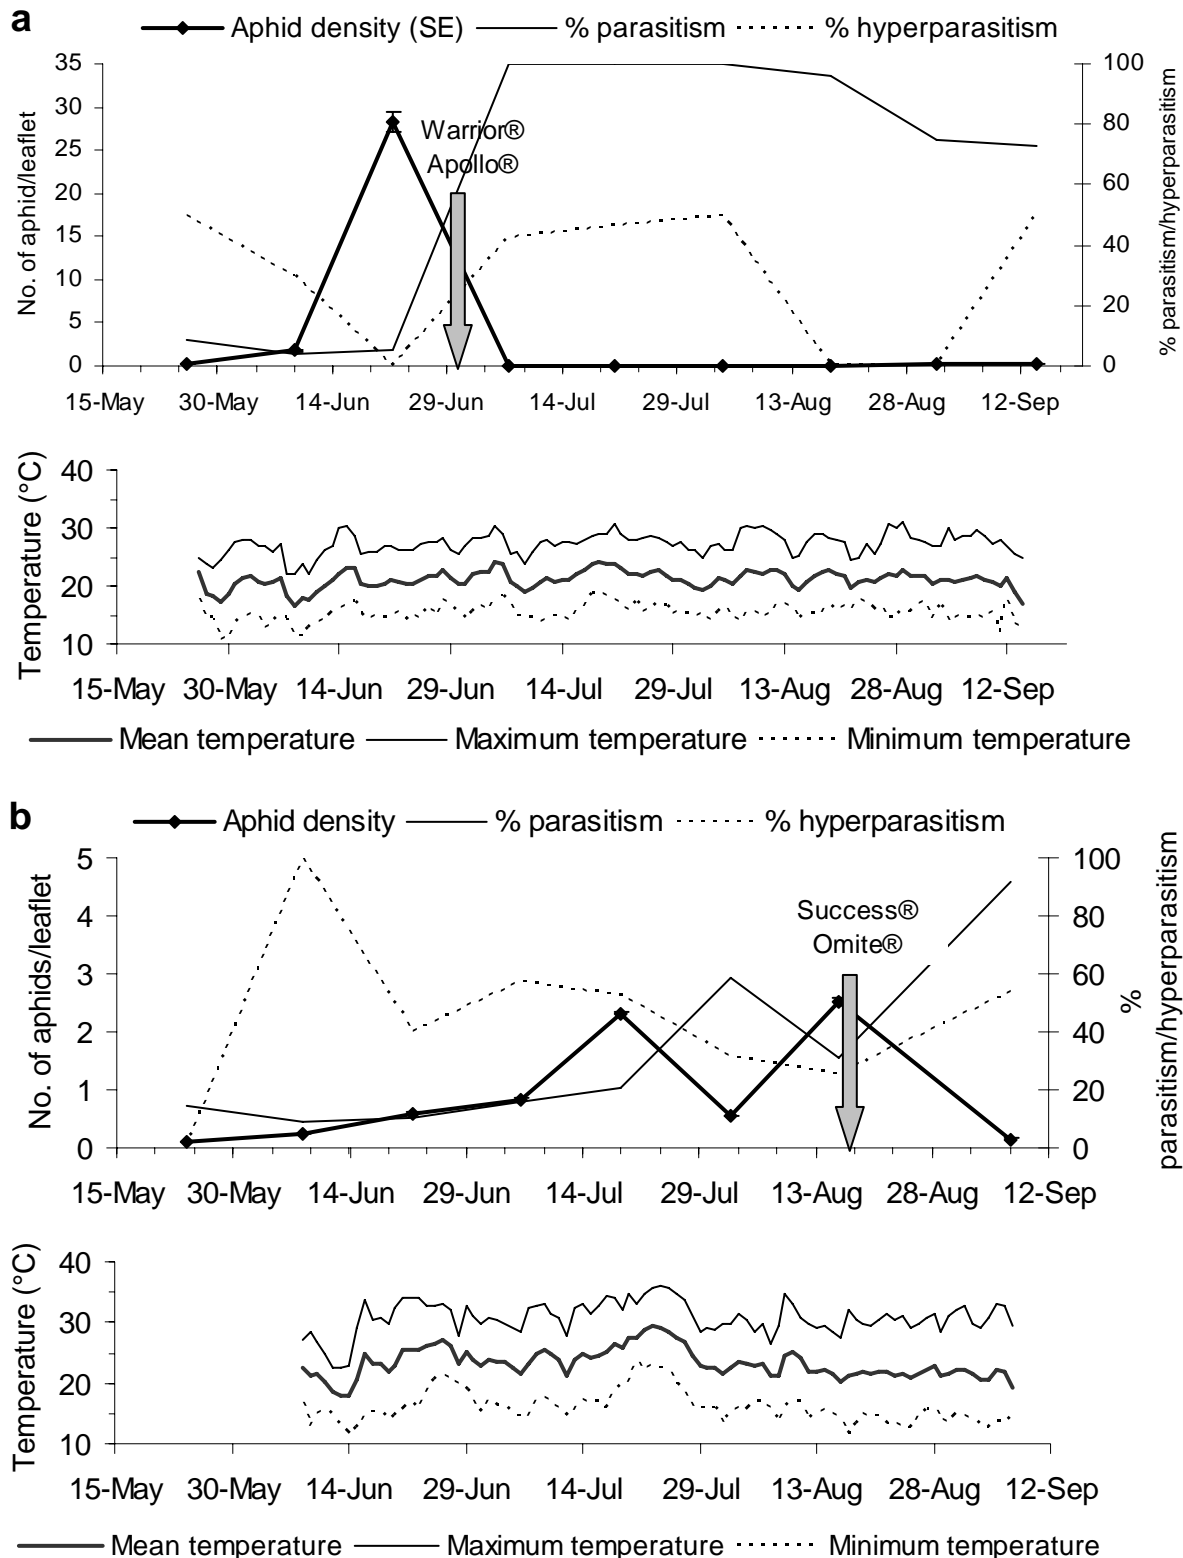 a
Aphid density (SE) % parasitism % hyperparasitism
No. of aphid/leaflet
35
30
25
20
15
10
5
0
Warrior®
Apollo®
100
80
60
40
20
0
% parasitism/hyperparasitism
15-May 30-May 14-Jun 29-Jun 14-Jul 29-Jul 13-Aug 28-Aug 12-Sep
Temperature (°C)
40
30
20
10
15-May 30-May 14-Jun 29-Jun 14-Jul 29-Jul 13-Aug 28-Aug 12-Sep
Mean temperature Maximum temperature Minimum temperature
b
Aphid density % parasitism % hyperparasitism
No. of aphids/leaflet
5
4
3
2
1
0
Success®
Omite®
100
80
60
40
20
0
%
parasitism/hyperparasitism
15-May 30-May 14-Jun 29-Jun 14-Jul 29-Jul 13-Aug 28-Aug 12-Sep
Temperature (°C)
40
30
20
10
15-May 30-May 14-Jun 29-Jun 14-Jul 29-Jul 13-Aug 28-Aug 12-Sep
Mean temperature Maximum temperature Minimum temperature